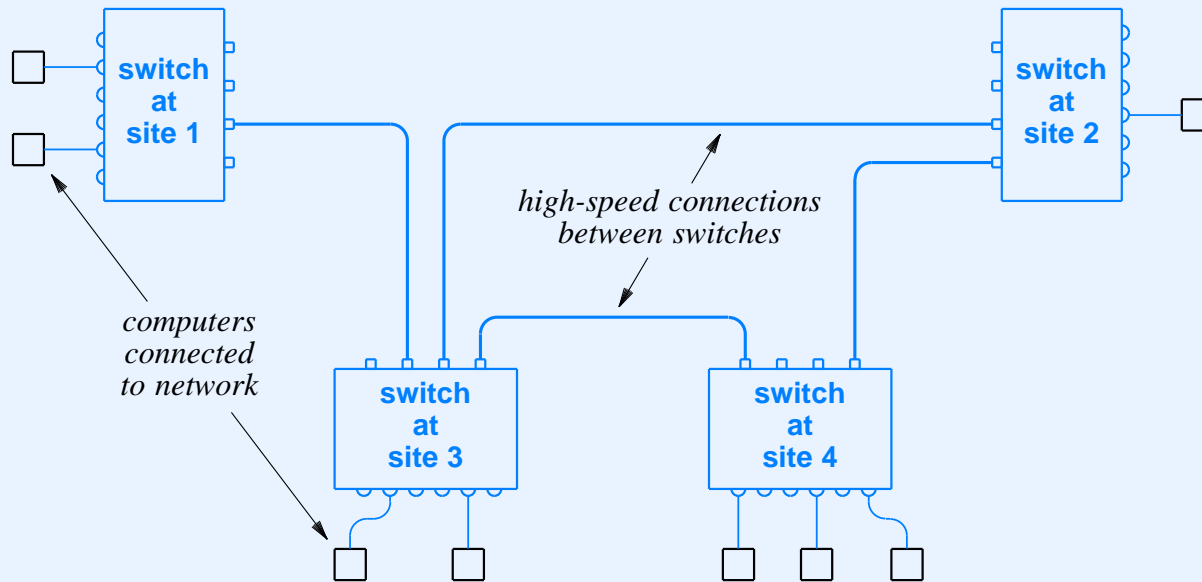 switch
at
site 1
switch
at
site 2
high-speed connections
between switches
computers
connected
to network
switch
at
site 3
switch
at
site 4